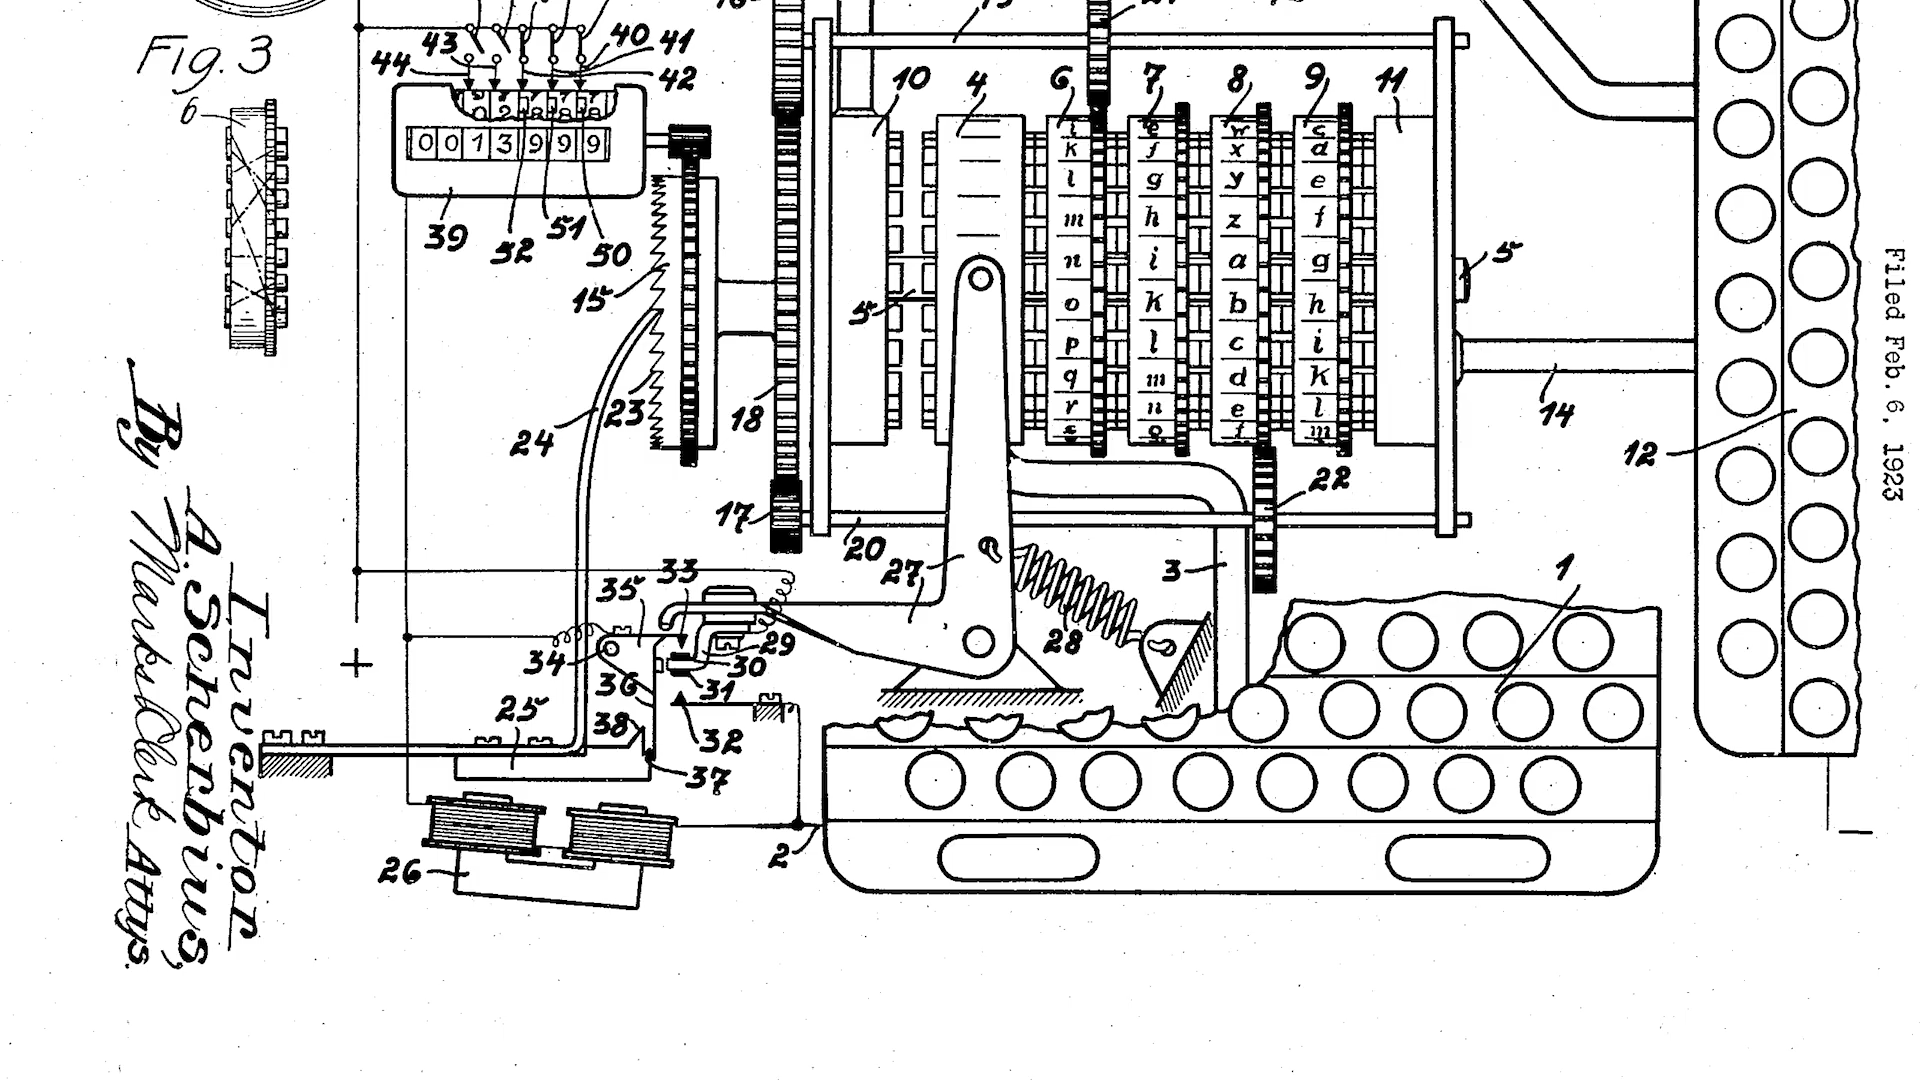 Fig. 3
6
43
44
40
41
42
0 0 1 3 9 9 9
39
52
51
50
15
23
24
18
17
10
4
6
7
8
9
11
i e w c
k f x d
l g y e
m h z f
n i a g
o k b h
p l c i
q m d k
r n e l
s o f m
5
5
14
12
20
22
27
28
3
1
33
35
34
29
30
31
36
38
32
37
25
26
2
+
−
Filed Feb. 6, 1923
Inventor
A. Scherbius,
By Marks & Clerk
Attys.